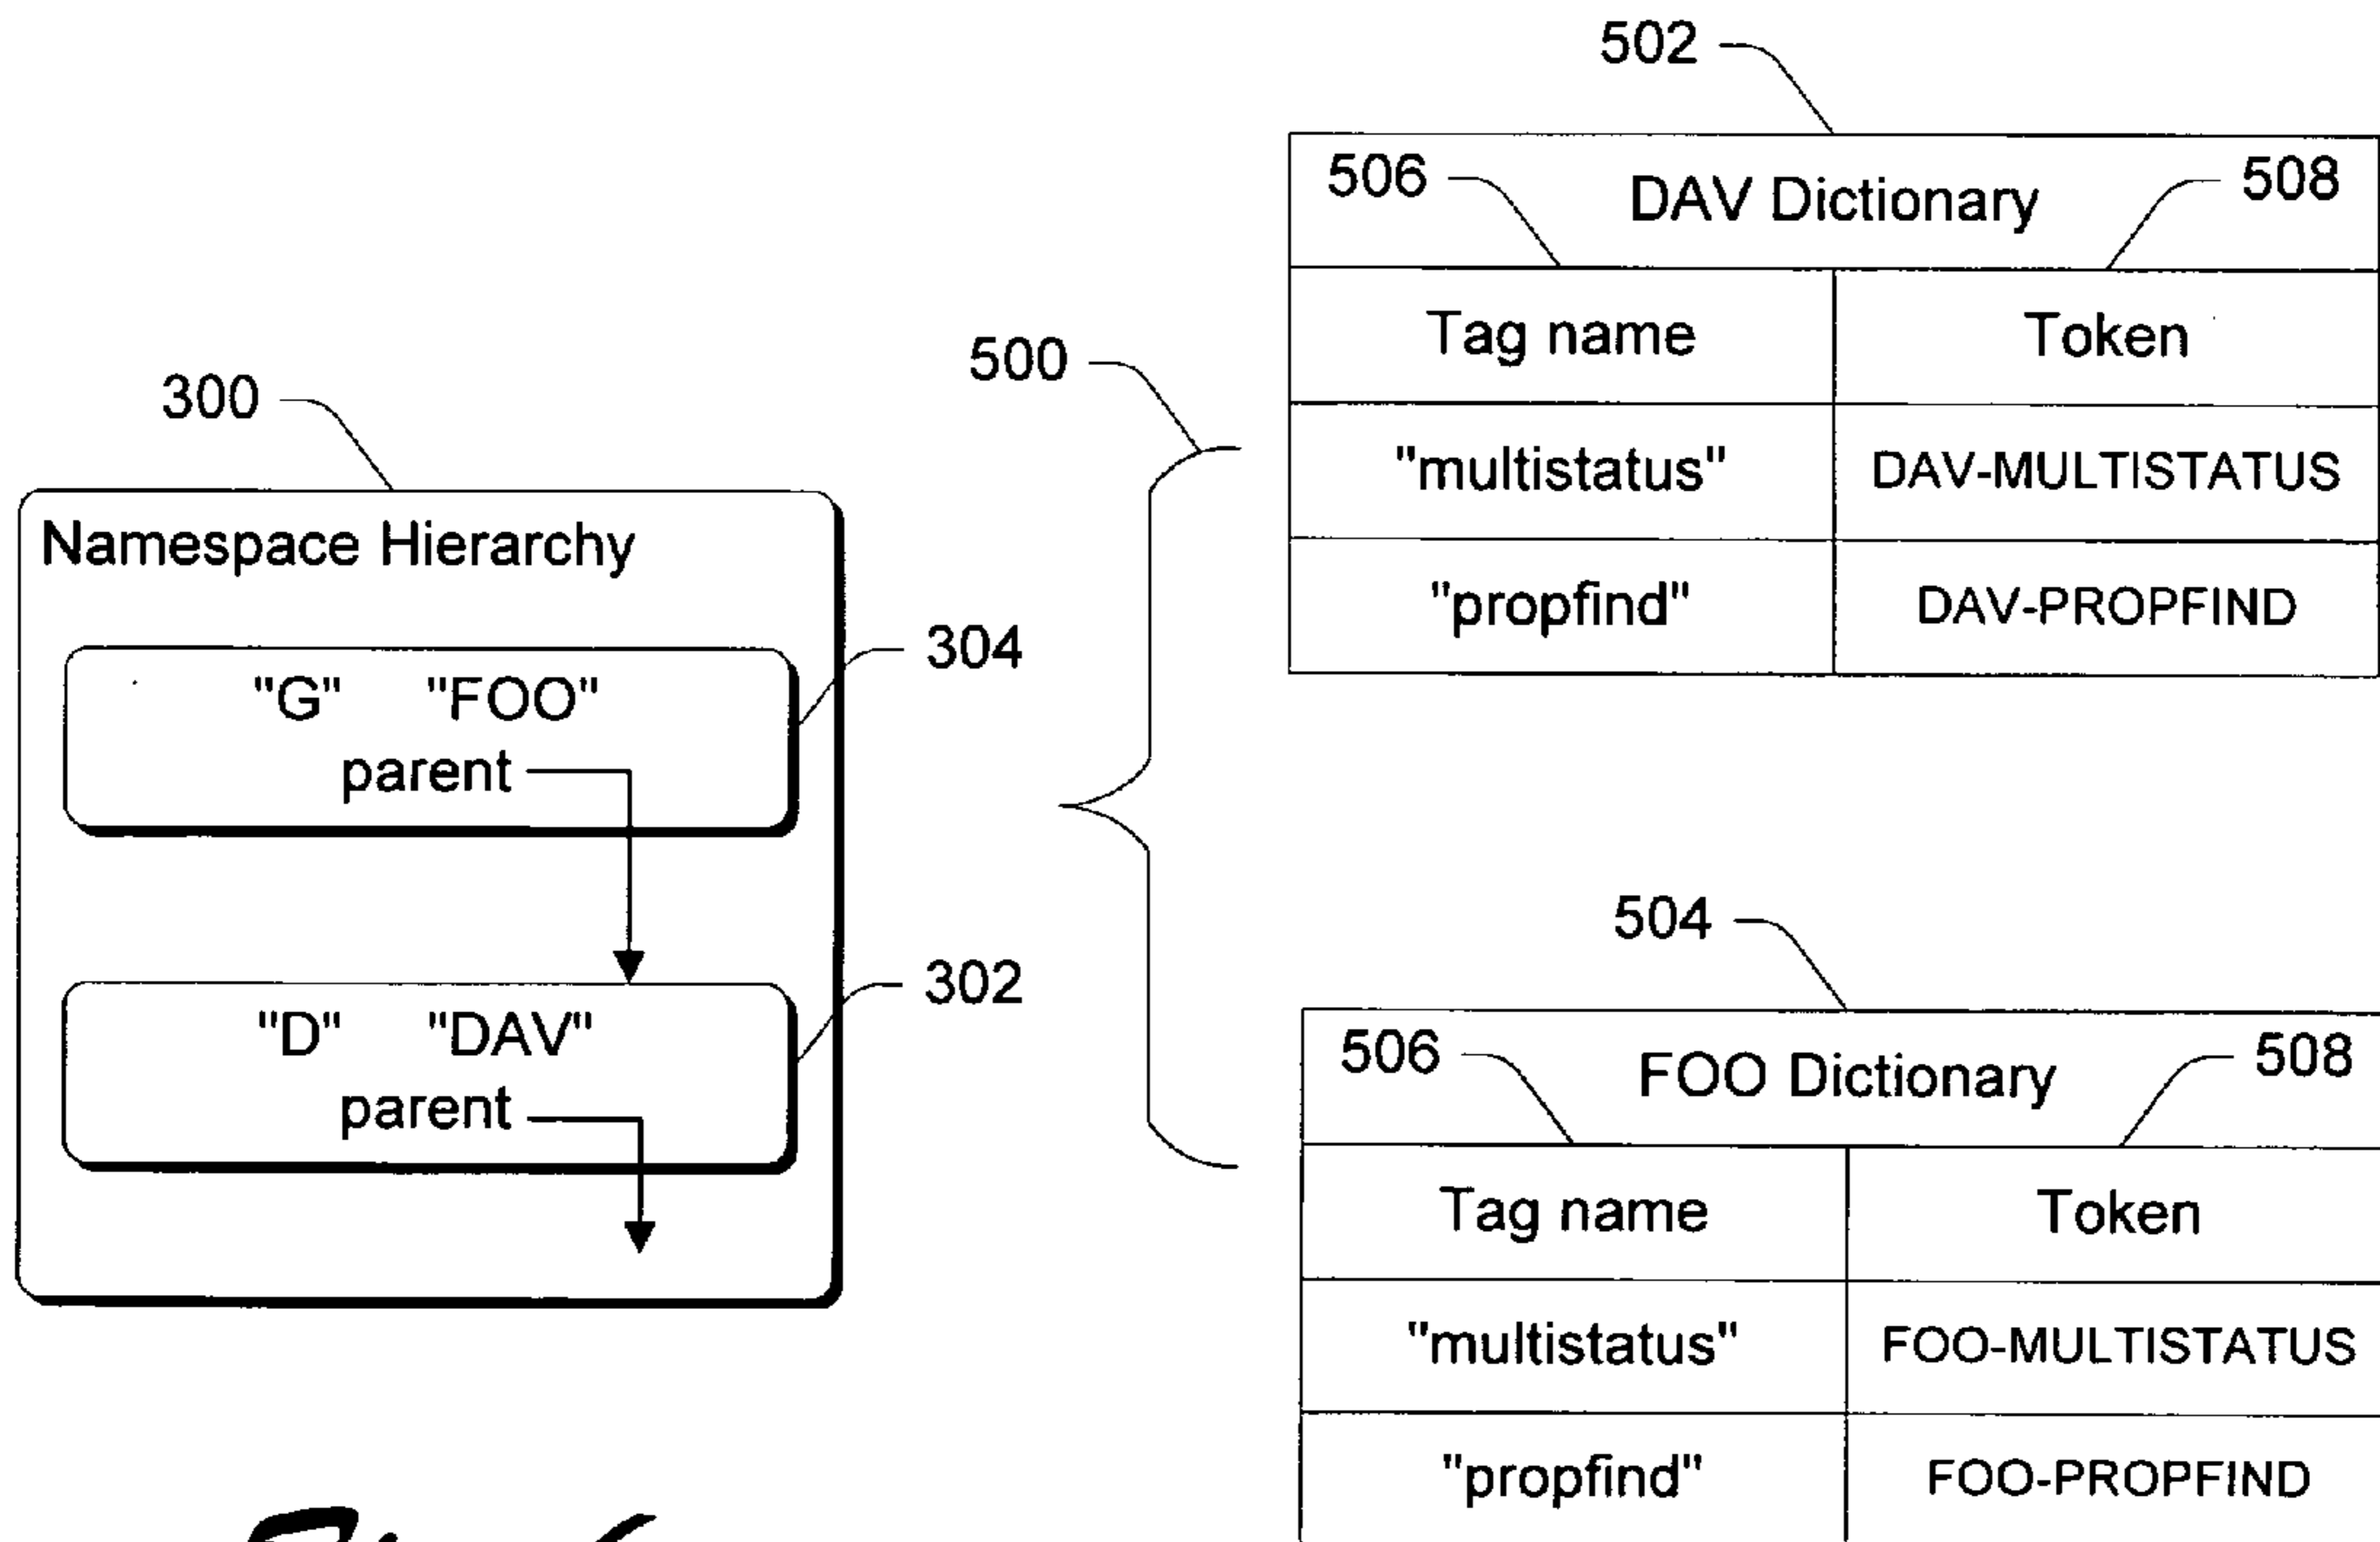 502
506
DAV Dictionary
508
Tag name
Token
"multistatus"
DAV-MULTISTATUS
"propfind"
DAV-PROPFIND
500
300
Namespace Hierarchy
304
"G" "FOO"
parent
302
"D" "DAV"
parent
504
506
FOO Dictionary
508
Tag name
Token
"multistatus"
FOO-MULTISTATUS
"propfind"
FOO-PROPFIND